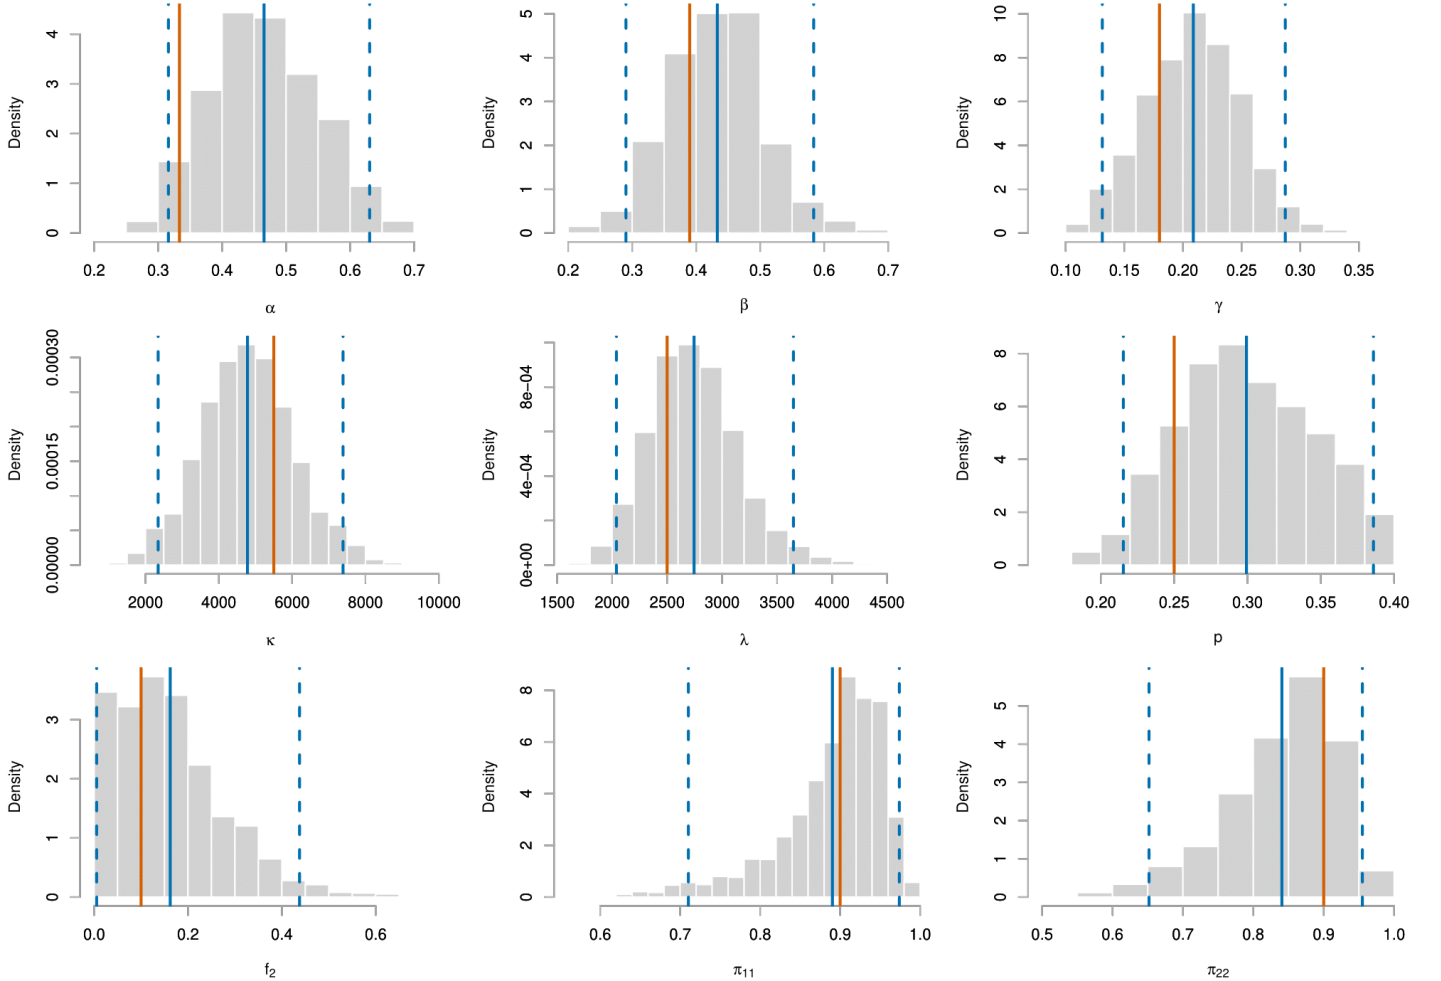 Density
4
3
2
1
0
0.2 0.3 0.4 0.5 0.6 0.7
α
Density
5
4
3
2
1
0
0.2 0.3 0.4 0.5 0.6 0.7
β
Density
10
8
6
4
2
0
0.10 0.15 0.20 0.25 0.30 0.35
γ
Density
0.00030
0.00015
0.00000
2000 4000 6000 8000 10000
κ
Density
8e−04
4e−04
0e+00
1500 2000 2500 3000 3500 4000 4500
λ
Density
8
6
4
2
0
0.20 0.25 0.30 0.35 0.40
p
Density
3
2
1
0
0.0 0.2 0.4 0.6
f₂
Density
8
6
4
2
0
0.6 0.7 0.8 0.9 1.0
π₁₁
Density
5
4
3
2
1
0
0.5 0.6 0.7 0.8 0.9 1.0
π₂₂